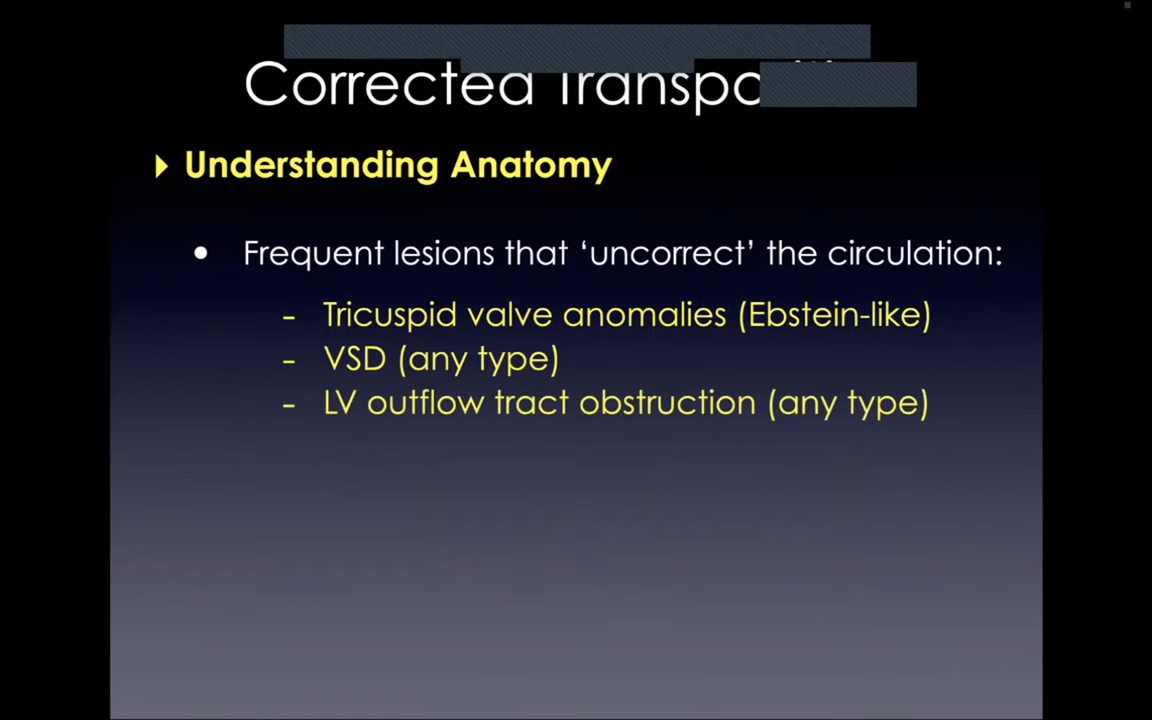 Corrected
Understanding Anatomy
Frequent lesions that ‘uncorrect’ the circulation:
- Tricuspid valve anomalies (Ebstein-like)
- VSD (any type)
- LV outflow tract obstruction (any type)